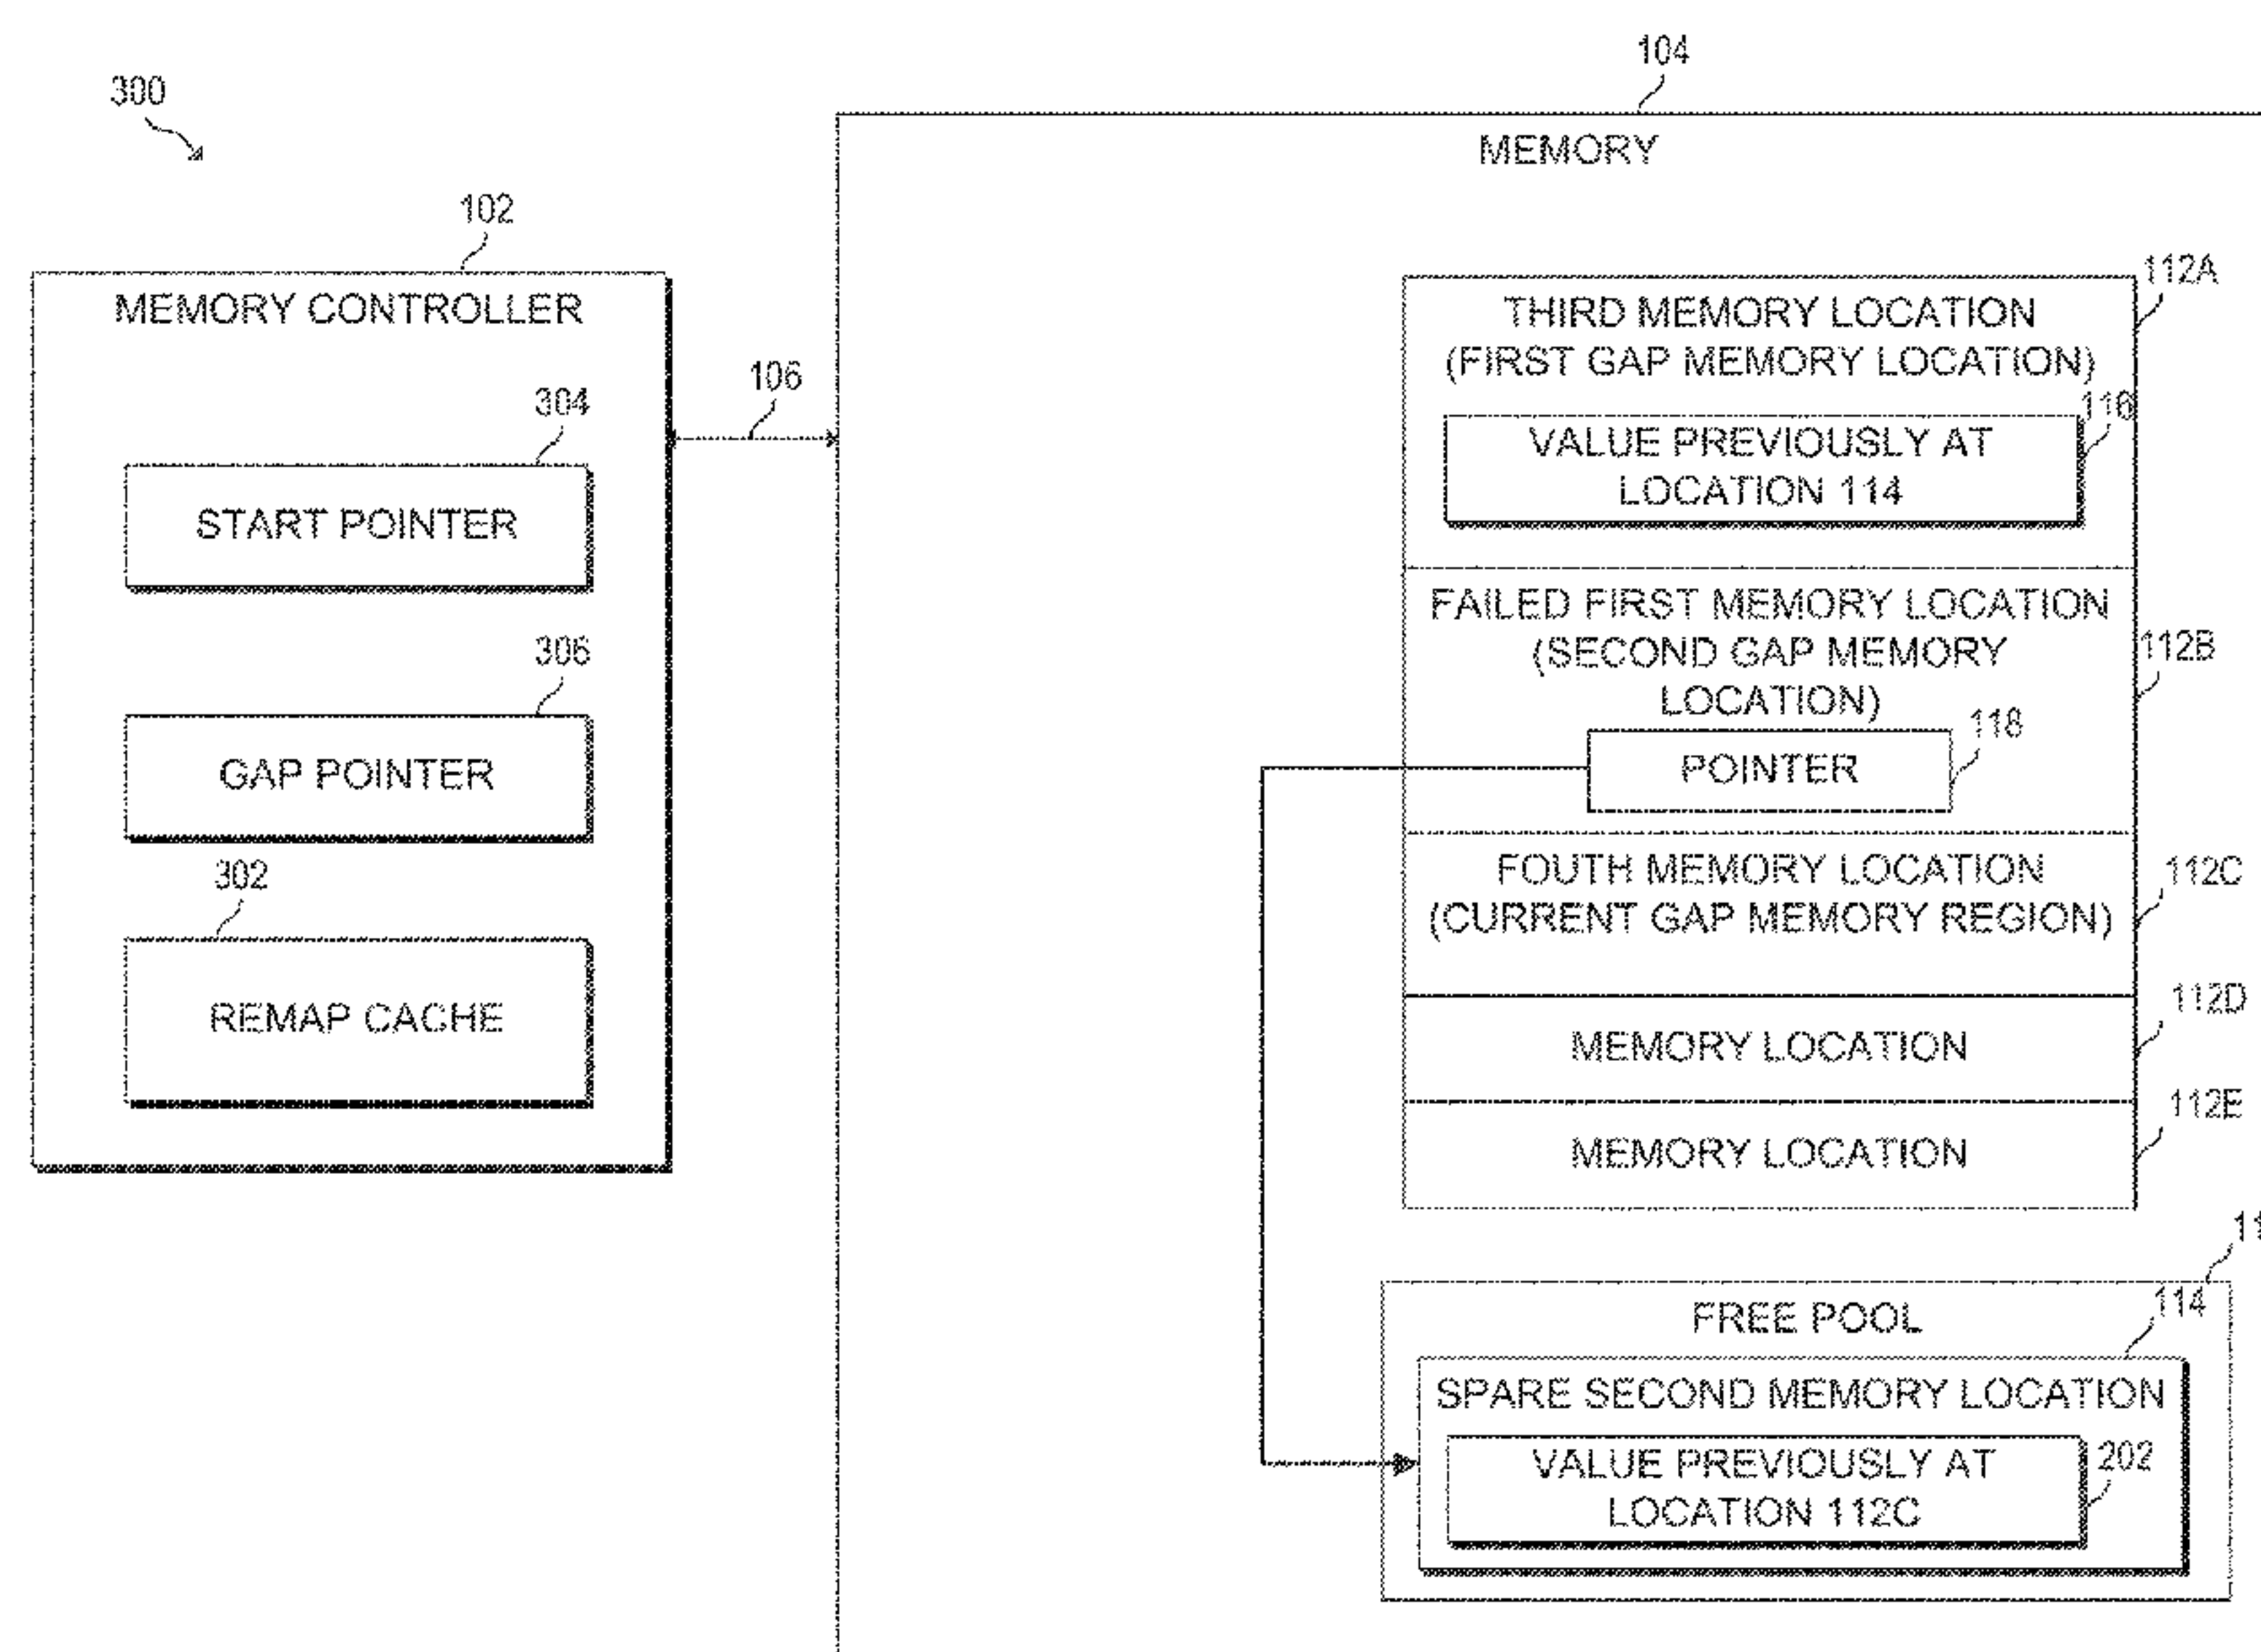 104
300
MEMORY
102
MEMORY CONTROLLER
304
START POINTER
306
GAP POINTER
302
REMAP CACHE
106
112A
THIRD MEMORY LOCATION
(FIRST GAP MEMORY LOCATION)
116
VALUE PREVIOUSLY AT
LOCATION 114
FAILED FIRST MEMORY LOCATION
(SECOND GAP MEMORY
LOCATION)
112B
118
POINTER
FOUTH MEMORY LOCATION
(CURRENT GAP MEMORY REGION)
112C
112D
MEMORY LOCATION
112E
MEMORY LOCATION
FREE POOL
114
SPARE SECOND MEMORY LOCATION
VALUE PREVIOUSLY AT
LOCATION 112C
202